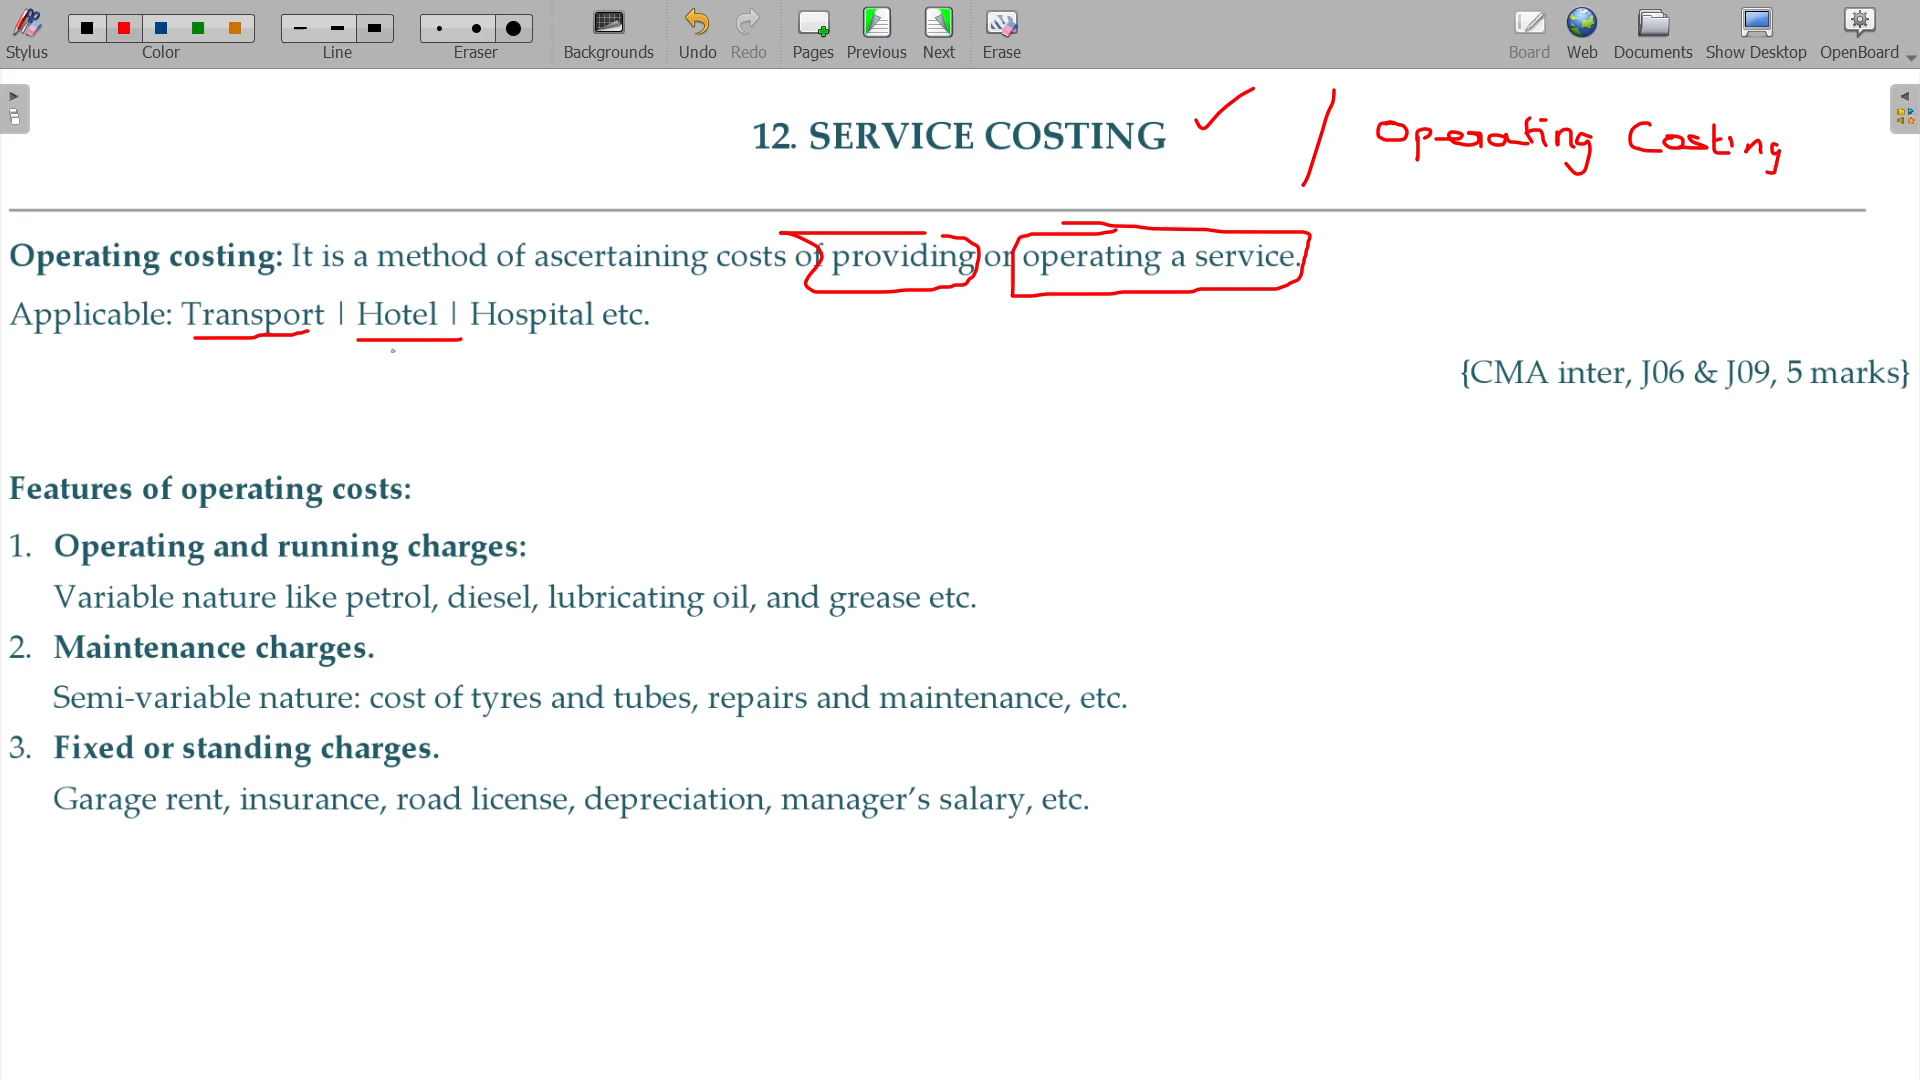 Stylus Color Line Eraser Backgrounds Undo Redo Pages Previous Next Erase Board Web Documents Show Desktop OpenBoard
12. SERVICE COSTING / Operating Costing
Operating costing: It is a method of ascertaining costs of providing or operating a service.
Applicable: Transport | Hotel | Hospital etc.
{CMA inter, J06 & J09, 5 marks}
Features of operating costs:
1. Operating and running charges:
Variable nature like petrol, diesel, lubricating oil, and grease etc.
2. Maintenance charges.
Semi-variable nature: cost of tyres and tubes, repairs and maintenance, etc.
3. Fixed or standing charges.
Garage rent, insurance, road license, depreciation, manager’s salary, etc.